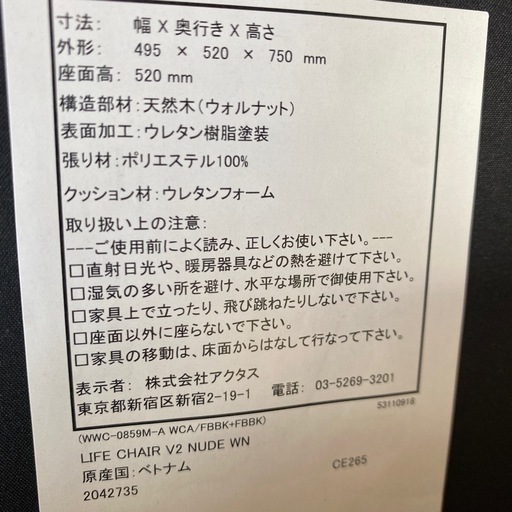 寸法: 幅 X 奥行き X 高さ
外形: 495 × 520 × 750 mm
座面高: 520 mm
構造部材: 天然木(ウォルナット)
表面加工: ウレタン樹脂塗装
張り材: ポリエステル100%
クッション材: ウレタンフォーム
取り扱い上の注意:
---ご使用前によく読み、正しくお使い下さい。---
□直射日光や、暖房器具などの熱を避けて下さい。
□湿気の多い所を避け、水平な場所で御使用下さい。
□家具上で立ったり、飛び跳ねたりしないで下さい。
□座面以外に座らないで下さい。
□家具の移動は、床面からはなして行なって下さい。
表示者: 株式会社アクタス
東京都新宿区新宿2-19-1 電話: 03-5269-3201
53110918
(WWC-0859M-A WCA/FBBK+FBBK)
LIFE CHAIR V2 NUDE WN
原産国:ベトナム CE265
2042735